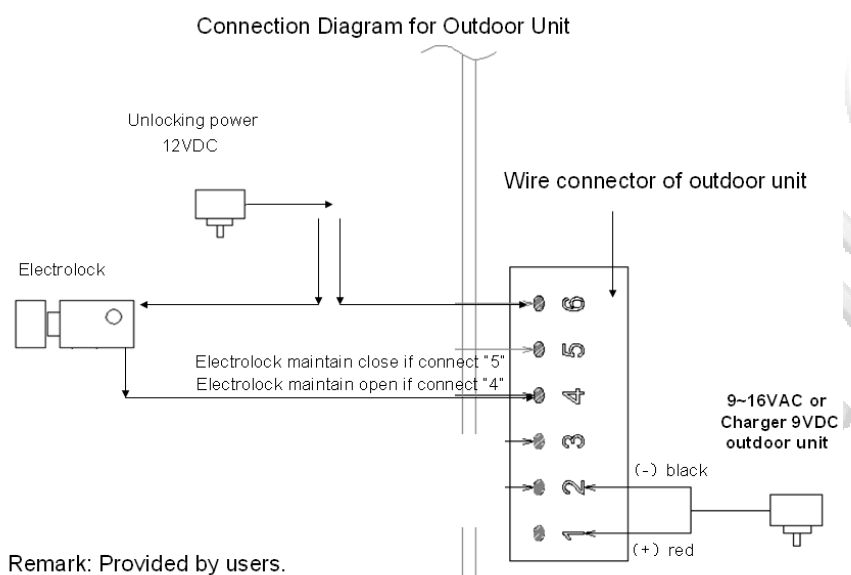 Connection Diagram for Outdoor Unit
Unlocking power
12VDC
Wire connector of outdoor unit
Electrolock
6
5
Electrolock maintain close if connect "5"
Electrolock maintain open if connect "4"
4
9~16VAC or
Charger 9VDC
outdoor unit
3
(-) black
2
1
(+) red
Remark: Provided by users.